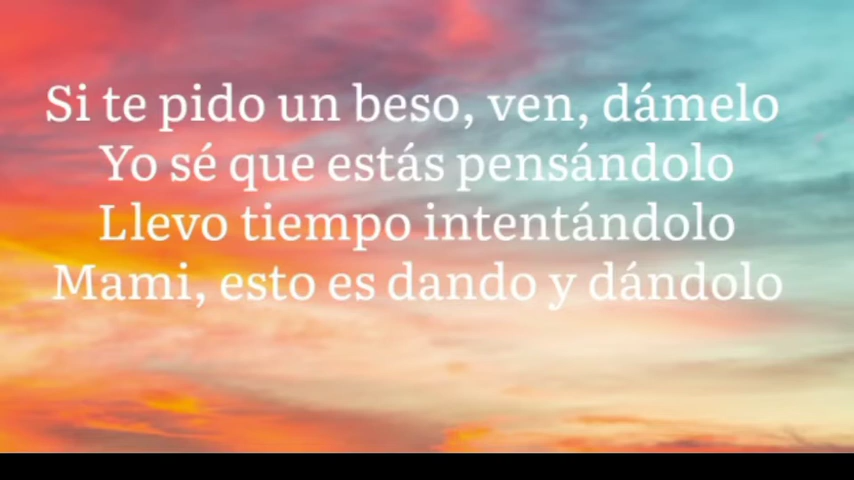 Si te pido un beso, ven, dámelo
Yo sé que estás pensándolo
Llevo tiempo intentándolo
Mami, esto es dando y dándolo